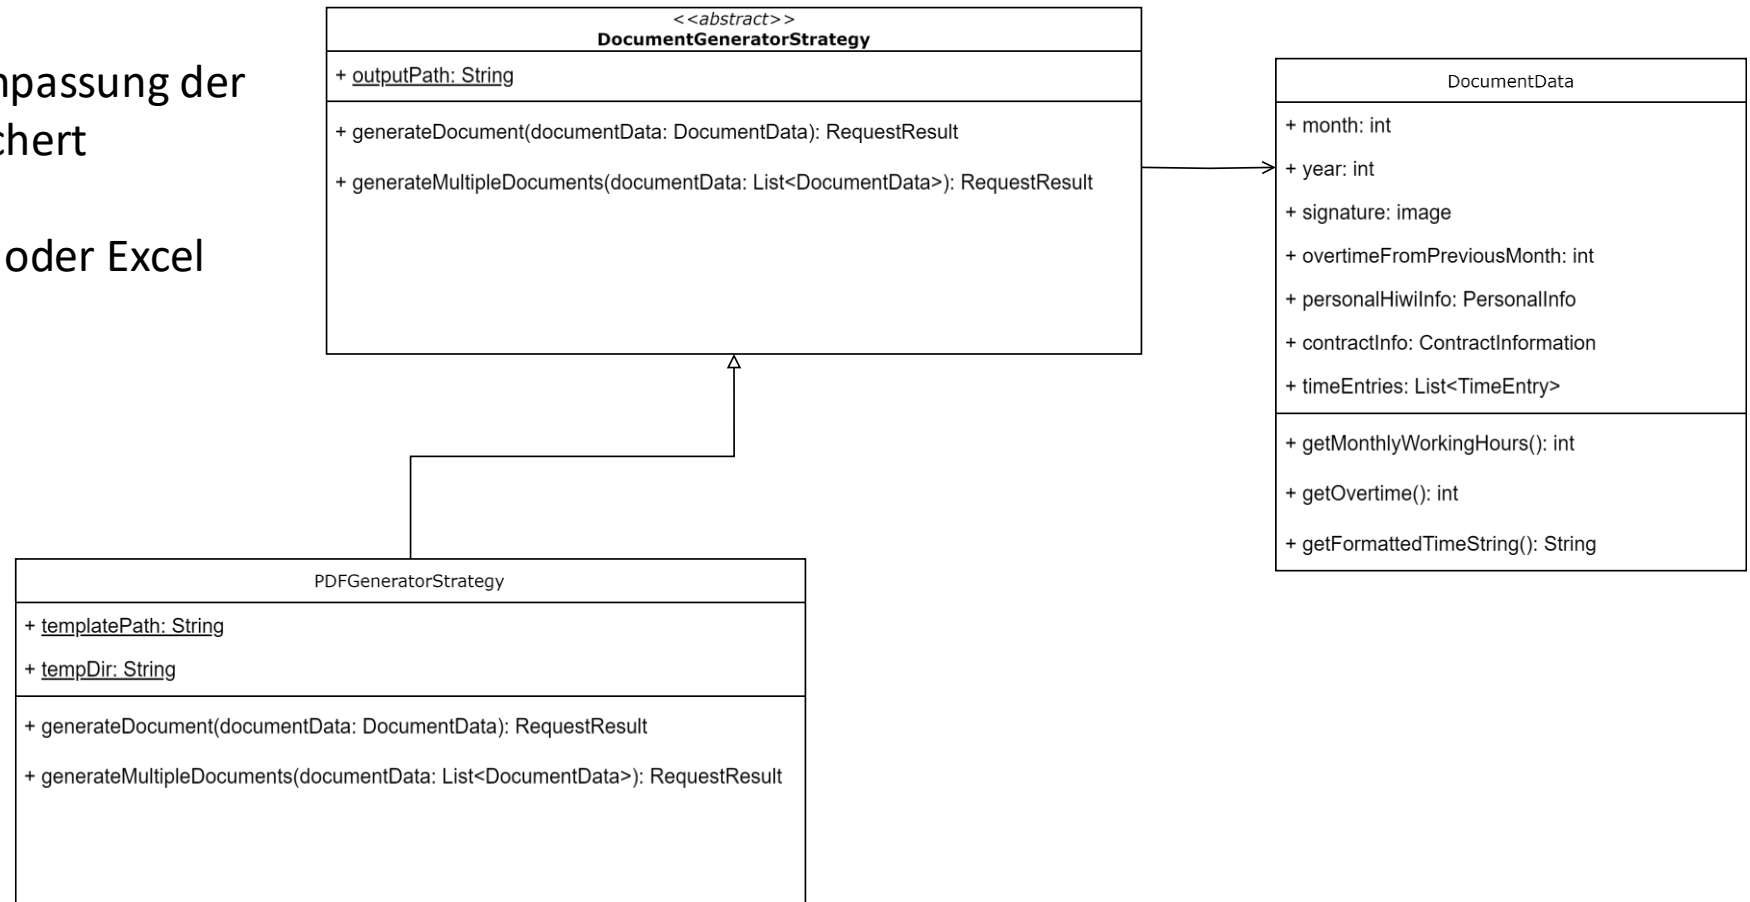 npassung der
chert
oder Excel
<<abstract>>
DocumentGeneratorStrategy
+ outputPath: String
+ generateDocument(documentData: DocumentData): RequestResult
+ generateMultipleDocuments(documentData: List<DocumentData>): RequestResult
DocumentData
+ month: int
+ year: int
+ signature: image
+ overtimeFromPreviousMonth: int
+ personalHiwiInfo: PersonalInfo
+ contractInfo: ContractInformation
+ timeEntries: List<TimeEntry>
+ getMonthlyWorkingHours(): int
+ getOvertime(): int
+ getFormattedTimeString(): String
PDFGeneratorStrategy
+ templatePath: String
+ tempDir: String
+ generateDocument(documentData: DocumentData): RequestResult
+ generateMultipleDocuments(documentData: List<DocumentData>): RequestResult